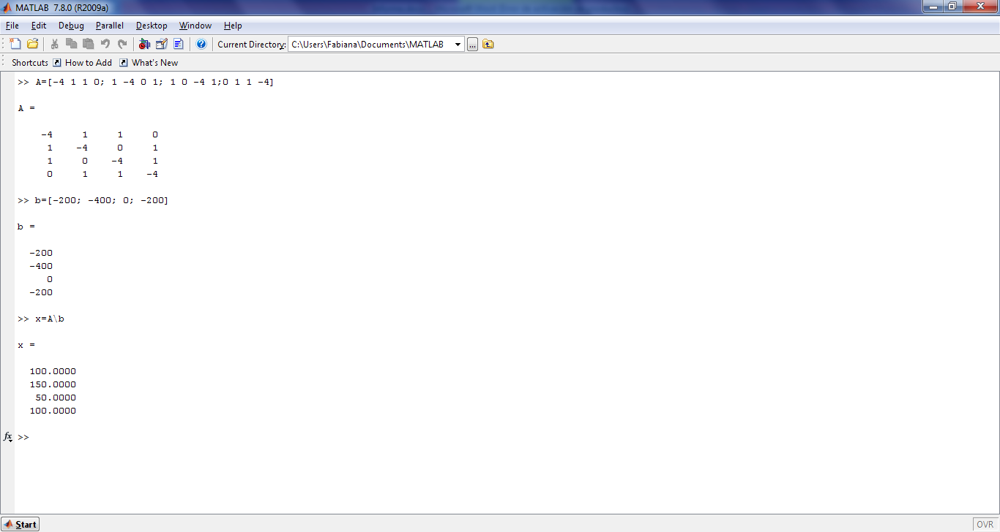 MATLAB 7.8.0 (R2009a)
File Edit Debug Parallel Desktop Window Help
Current Directory: C:\Users\Fabiana\Documents\MATLAB ...
Shortcuts How to Add What's New
>> A=[-4 1 1 0; 1 -4 0 1; 1 0 -4 1;0 1 1 -4]
A =
-4 1 1 0
1 -4 0 1
1 0 -4 1
0 1 1 -4
>> b=[-200; -400; 0; -200]
b =
-200
-400
0
-200
>> x=A\b
x =
100.0000
150.0000
50.0000
100.0000
fx >>
Start OVR